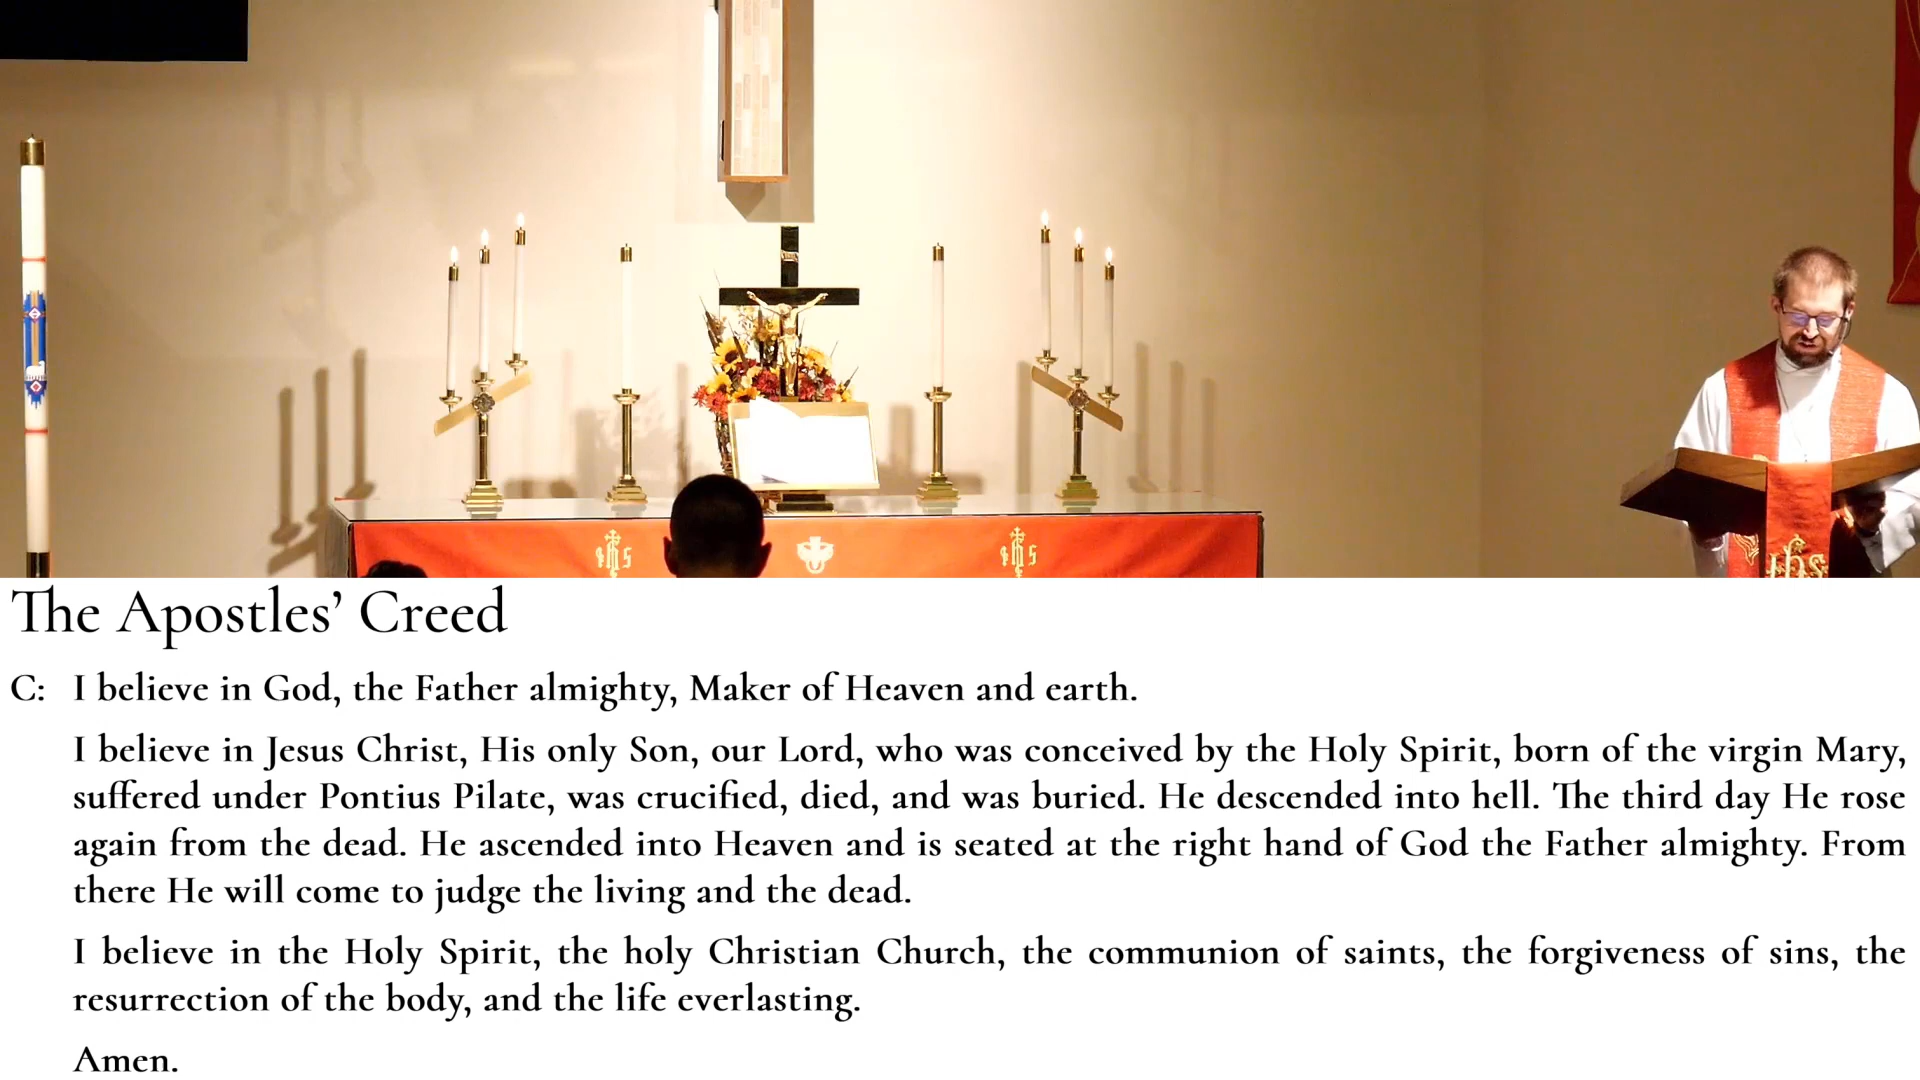 IHS
IHS
IHS
The Apostles’ Creed
C: I believe in God, the Father almighty, Maker of Heaven and earth.
I believe in Jesus Christ, His only Son, our Lord, who was conceived by the Holy Spirit, born of the virgin Mary,
suffered under Pontius Pilate, was crucified, died, and was buried. He descended into hell. The third day He rose
again from the dead. He ascended into Heaven and is seated at the right hand of God the Father almighty. From
there He will come to judge the living and the dead.
I believe in the Holy Spirit, the holy Christian Church, the communion of saints, the forgiveness of sins, the
resurrection of the body, and the life everlasting.
Amen.